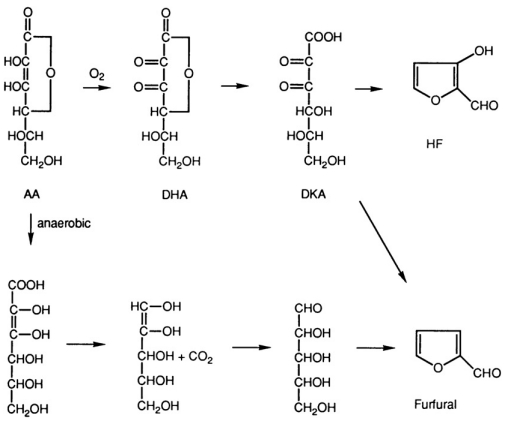 O
C
HO C
HO C
O
HC
HOCH
CH₂OH
AA
O₂
O
C
O=C
O=C
O
HC
HOCH
CH₂OH
DHA
COOH
O=C
O=C
HCOH
HOCH
CH₂OH
DKA
OH
O
CHO
HF
anaerobic
COOH
C—OH
C—OH
CHOH
CHOH
CH₂OH
HC—OH
C—OH
CHOH + CO₂
CHOH
CH₂OH
CHO
CHOH
CHOH
CHOH
CH₂OH
O
CHO
Furfural